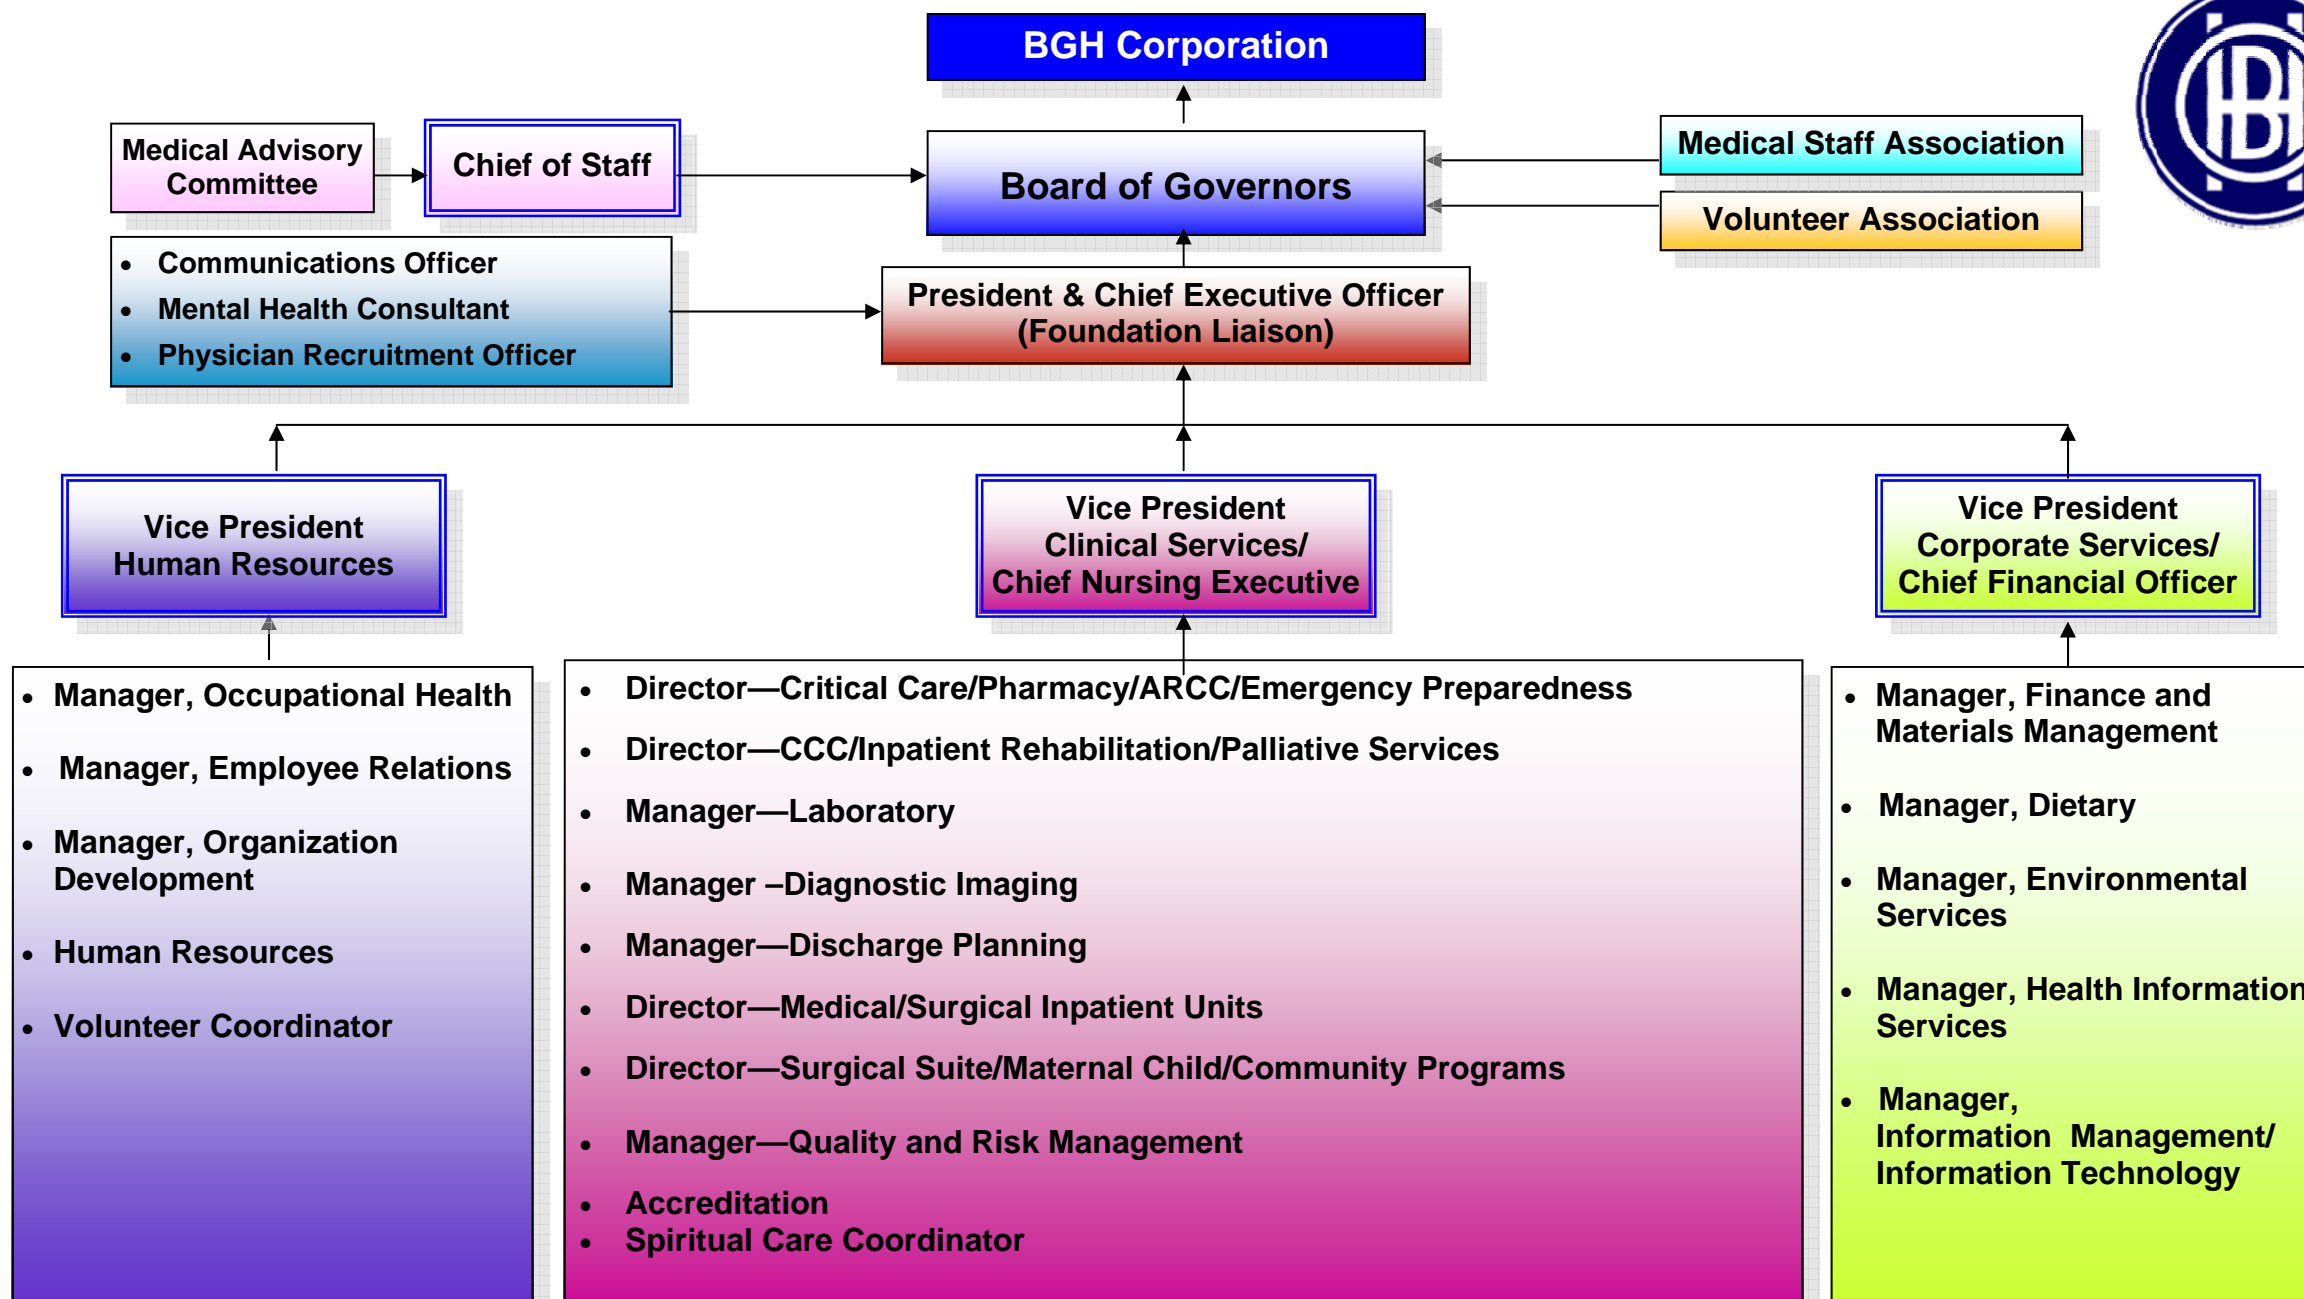 BGH Corporation
Medical Advisory
Committee
Chief of Staff
Board of Governors
Medical Staff Association
Volunteer Association
• Communications Officer
• Mental Health Consultant
• Physician Recruitment Officer
President & Chief Executive Officer
(Foundation Liaison)
Vice President
Human Resources
Vice President
Clinical Services/
Chief Nursing Executive
Vice President
Corporate Services/
Chief Financial Officer
• Manager, Occupational Health
• Manager, Employee Relations
• Manager, Organization
Development
• Human Resources
• Volunteer Coordinator
• Director—Critical Care/Pharmacy/ARCC/Emergency Preparedness
• Director—CCC/Inpatient Rehabilitation/Palliative Services
• Manager—Laboratory
• Manager –Diagnostic Imaging
• Manager—Discharge Planning
• Director—Medical/Surgical Inpatient Units
• Director—Surgical Suite/Maternal Child/Community Programs
• Manager—Quality and Risk Management
• Accreditation
• Spiritual Care Coordinator
• Manager, Finance and
Materials Management
• Manager, Dietary
• Manager, Environmental
Services
• Manager, Health Information
Services
• Manager,
Information Management/
Information Technology